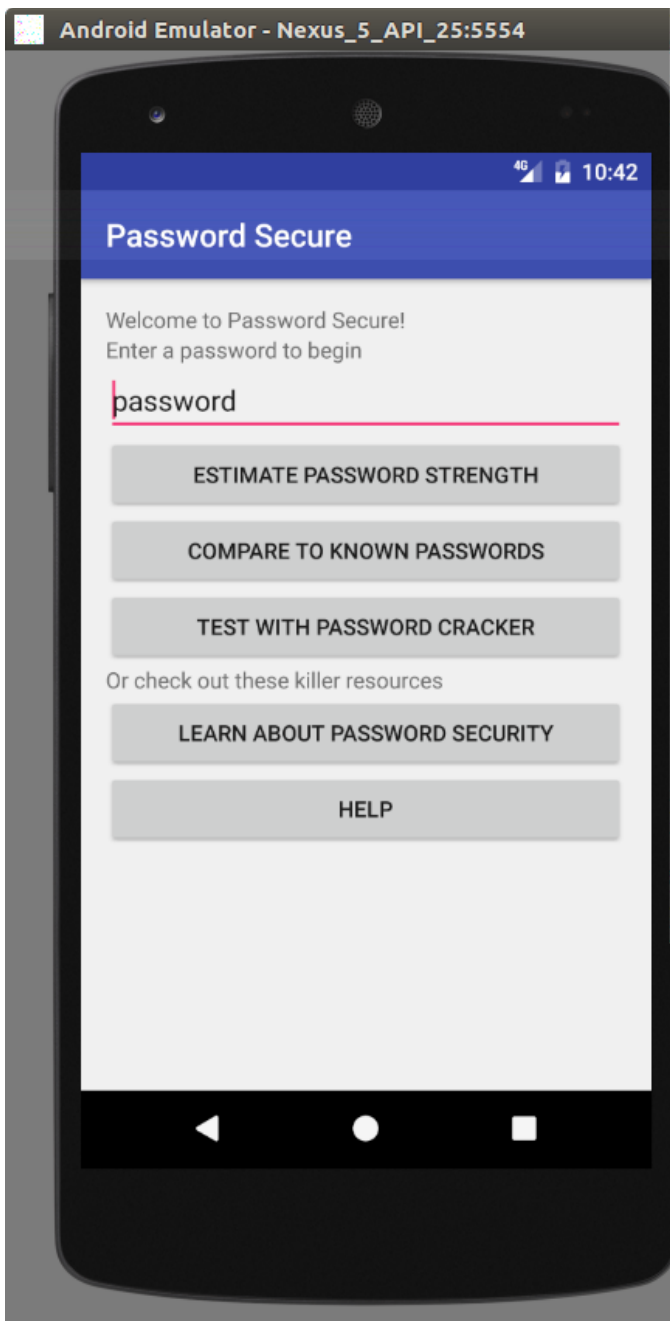 Android Emulator - Nexus_5_API_25:5554
4G 10:42
Password Secure
Welcome to Password Secure!
Enter a password to begin
password
ESTIMATE PASSWORD STRENGTH
COMPARE TO KNOWN PASSWORDS
TEST WITH PASSWORD CRACKER
Or check out these killer resources
LEARN ABOUT PASSWORD SECURITY
HELP